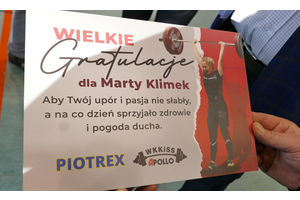 WIELKIE
Gratulacje
dla Marty Klimek
Aby Twój upór i pasja nie słabły,
a na co dzień sprzyjało zdrowie
i pogoda ducha.
PIOTREX
WKKiSS
APOLLO